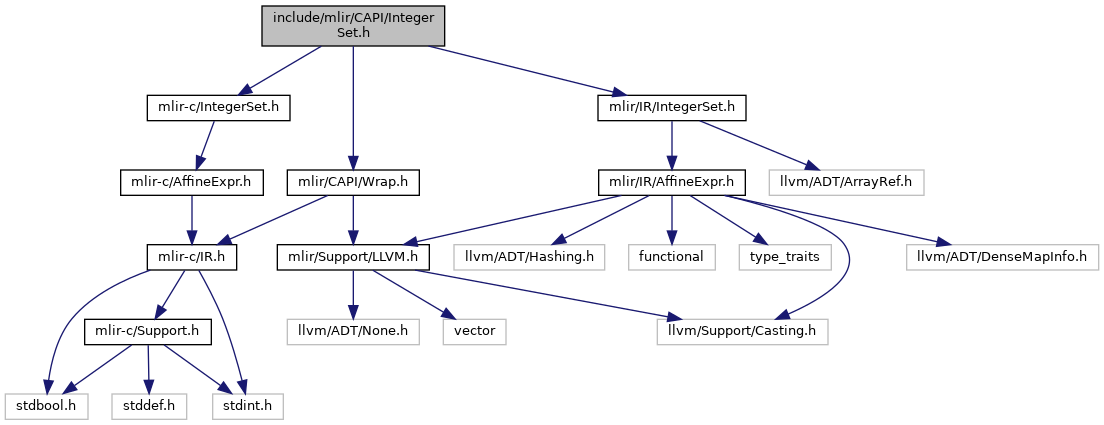 include/mlir/CAPI/Integer
Set.h
mlir-c/IntegerSet.h
mlir/IR/IntegerSet.h
mlir-c/AffineExpr.h
mlir/CAPI/Wrap.h
mlir/IR/AffineExpr.h
llvm/ADT/ArrayRef.h
mlir-c/IR.h
mlir/Support/LLVM.h
llvm/ADT/Hashing.h
functional
type_traits
llvm/ADT/DenseMapInfo.h
mlir-c/Support.h
llvm/ADT/None.h
vector
llvm/Support/Casting.h
stdbool.h
stddef.h
stdint.h